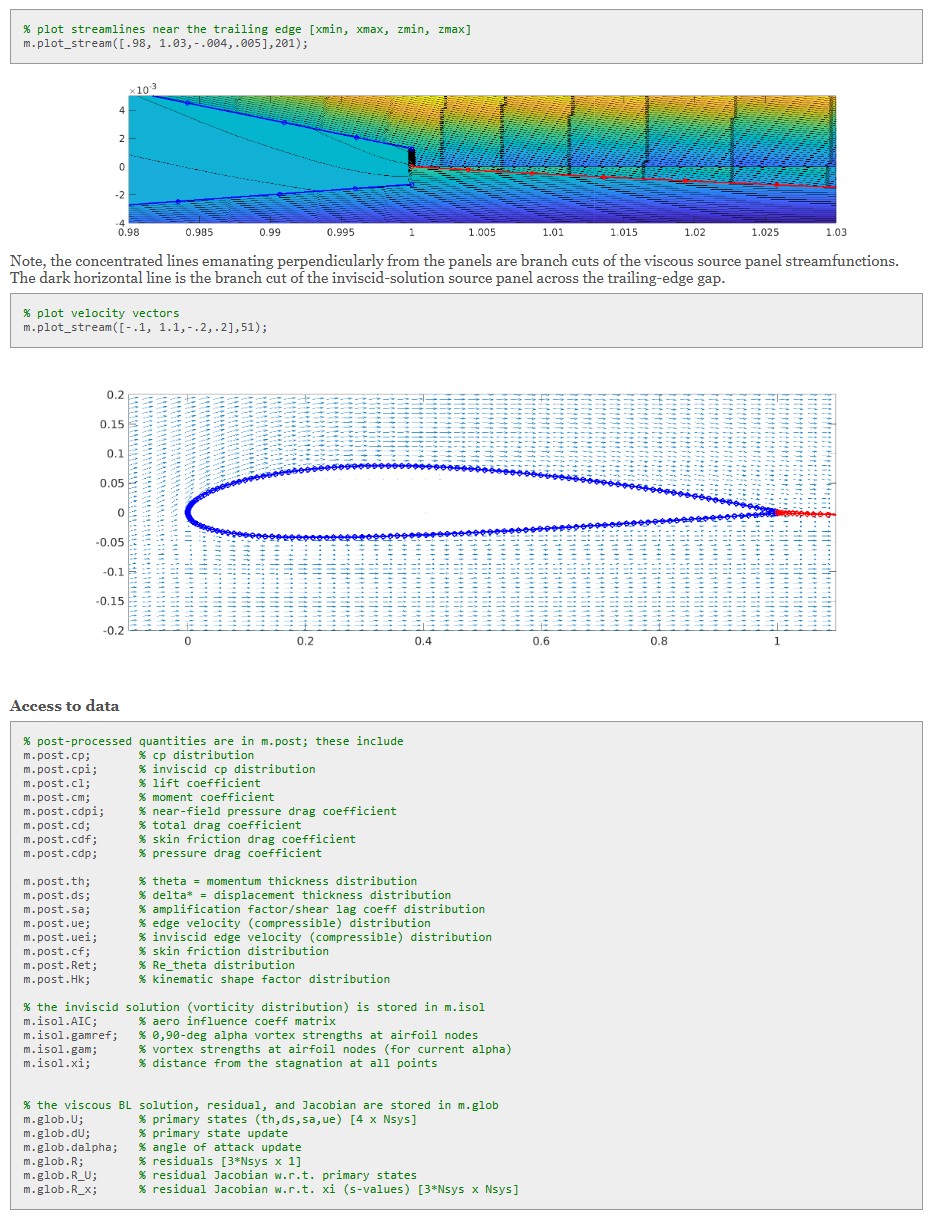 % plot streamlines near the trailing edge [xmin, xmax, zmin, zmax]
m.plot_stream([.98, 1.03,-.004,.005],201);
×10-3
4
2
0
-2
-4
0.98 0.985 0.99 0.995 1 1.005 1.01 1.015 1.02 1.025 1.03
Note, the concentrated lines emanating perpendicularly from the panels are branch cuts of the viscous source panel streamfunctions.
The dark horizontal line is the branch cut of the inviscid-solution source panel across the trailing-edge gap.
% plot velocity vectors
m.plot_stream([-.1, 1.1,-.2,.2],51);
0.2
0.15
0.1
0.05
0
-0.05
-0.1
-0.15
-0.2
0 0.2 0.4 0.6 0.8 1
Access to data
% post-processed quantities are in m.post; these include
m.post.cp; % cp distribution
m.post.cpi; % inviscid cp distribution
m.post.cl; % lift coefficient
m.post.cm; % moment coefficient
m.post.cdpi; % near-field pressure drag coefficient
m.post.cd; % total drag coefficient
m.post.cdf; % skin friction drag coefficient
m.post.cdp; % pressure drag coefficient
m.post.th; % theta = momentum thickness distribution
m.post.ds; % delta* = displacement thickness distribution
m.post.sa; % amplification factor/shear lag coeff distribution
m.post.ue; % edge velocity (compressible) distribution
m.post.uei; % inviscid edge velocity (compressible) distribution
m.post.cf; % skin friction distribution
m.post.Ret; % Re_theta distribution
m.post.Hk; % kinematic shape factor distribution
% the inviscid solution (vorticity distribution) is stored in m.isol
m.isol.AIC; % aero influence coeff matrix
m.isol.gamref; % 0,90-deg alpha vortex strengths at airfoil nodes
m.isol.gam; % vortex strengths at airfoil nodes (for current alpha)
m.isol.xi; % distance from the stagnation at all points
% the viscous BL solution, residual, and Jacobian are stored in m.glob
m.glob.U; % primary states (th,ds,sa,ue) [4 x Nsys]
m.glob.dU; % primary state update
m.glob.dalpha; % angle of attack update
m.glob.R; % residuals [3*Nsys x 1]
m.glob.R_U; % residual Jacobian w.r.t. primary states
m.glob.R_x; % residual Jacobian w.r.t. xi (s-values) [3*Nsys x Nsys]